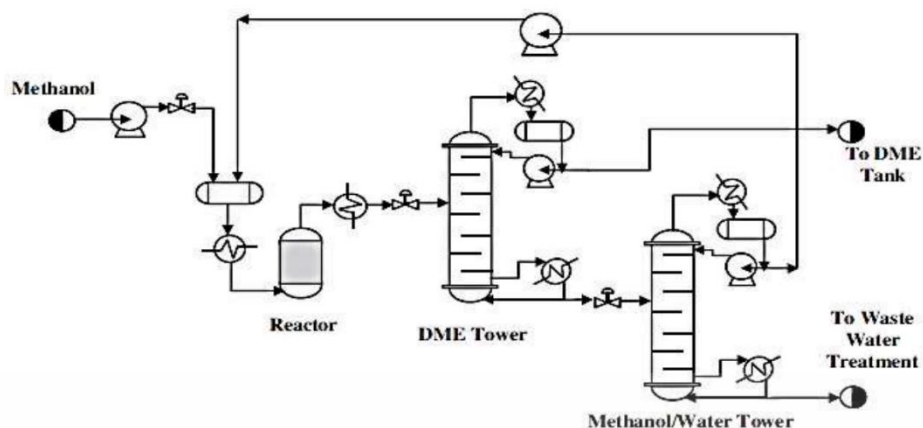 Methanol
To DME
Tank
Reactor
DME Tower
To Waste
Water
Treatment
Methanol/Water Tower